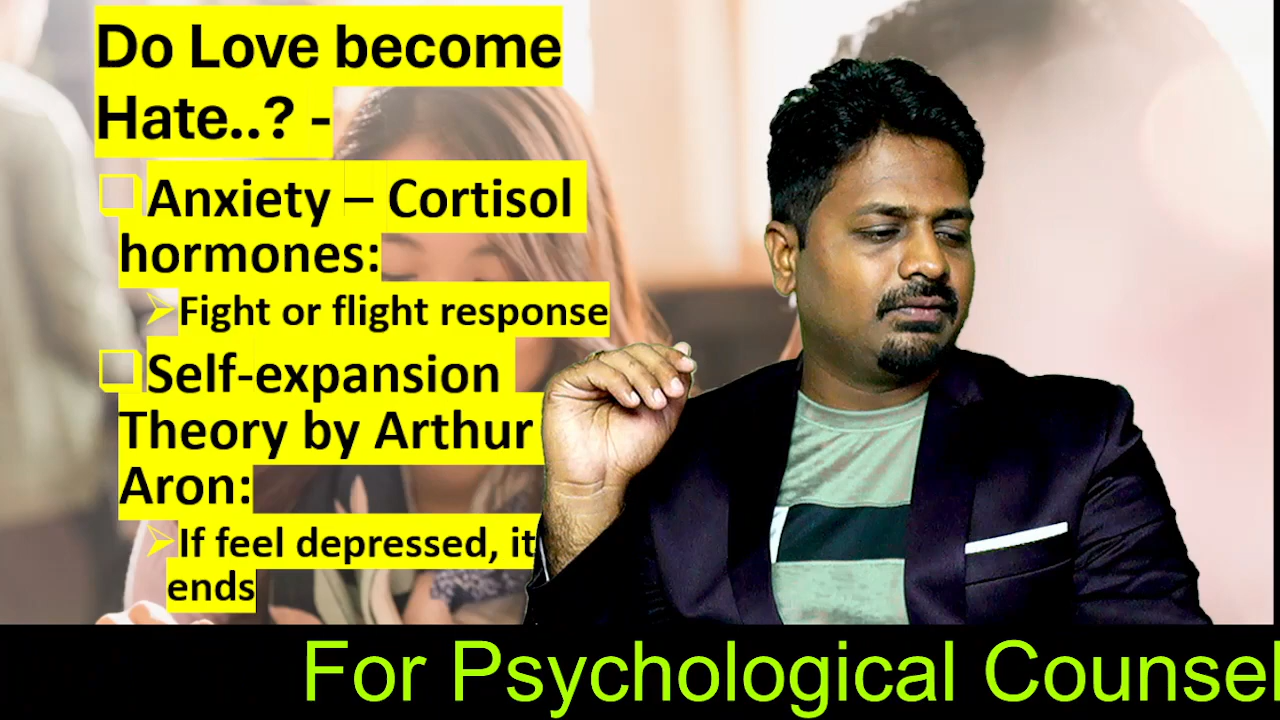 Do Love become
Hate..? -
Anxiety – Cortisol
hormones:
Fight or flight response
Self-expansion
Theory by Arthur
Aron:
If feel depressed, it
ends
For Psychological Counsel